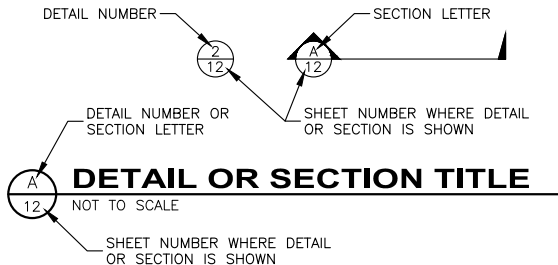 DETAIL NUMBER
SECTION LETTER
2
12
A
12
SHEET NUMBER WHERE DETAIL
OR SECTION IS SHOWN
DETAIL NUMBER OR
SECTION LETTER
A
12
DETAIL OR SECTION TITLE
NOT TO SCALE
SHEET NUMBER WHERE DETAIL
OR SECTION IS SHOWN